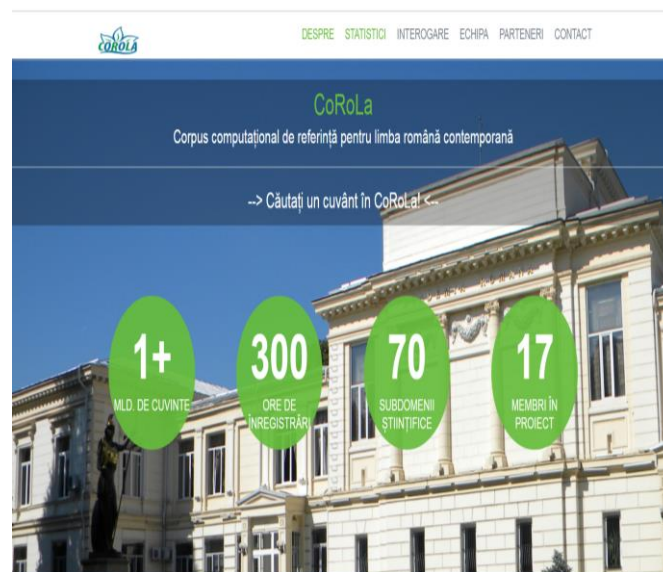 COROLA
DESPRE STATISTICI INTEROGARE ECHIPA PARTENERI CONTACT
CoRoLa
Corpus computațional de referință pentru limba română contemporană
--> Căutați un cuvânt în CoRoLa! <--
1+
MLD. DE CUVINTE
300
ORE DE
ÎNREGISTRĂRI
70
SUBDOMENII
ȘTIINȚIFICE
17
MEMBRI ÎN
PROIECT